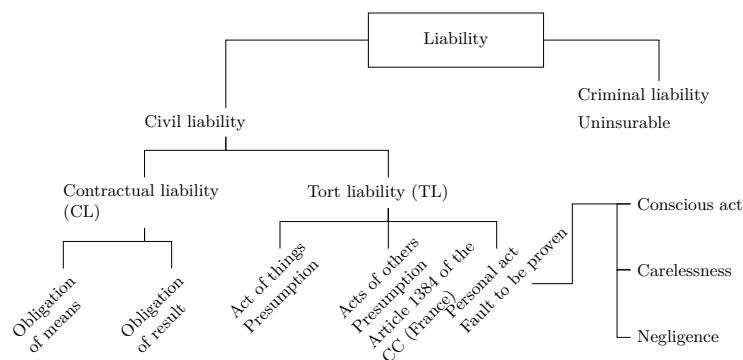 Liability
Criminal liability
Uninsurable
Civil liability
Contractual liability
(CL)
Tort liability (TL)
Obligation
of means
Obligation
of result
Act of things
Presumption
Acts of others
Presumption
Article 1384 of the
CC (France)
Personal act
Fault to be proven
Conscious act
Carelessness
Negligence